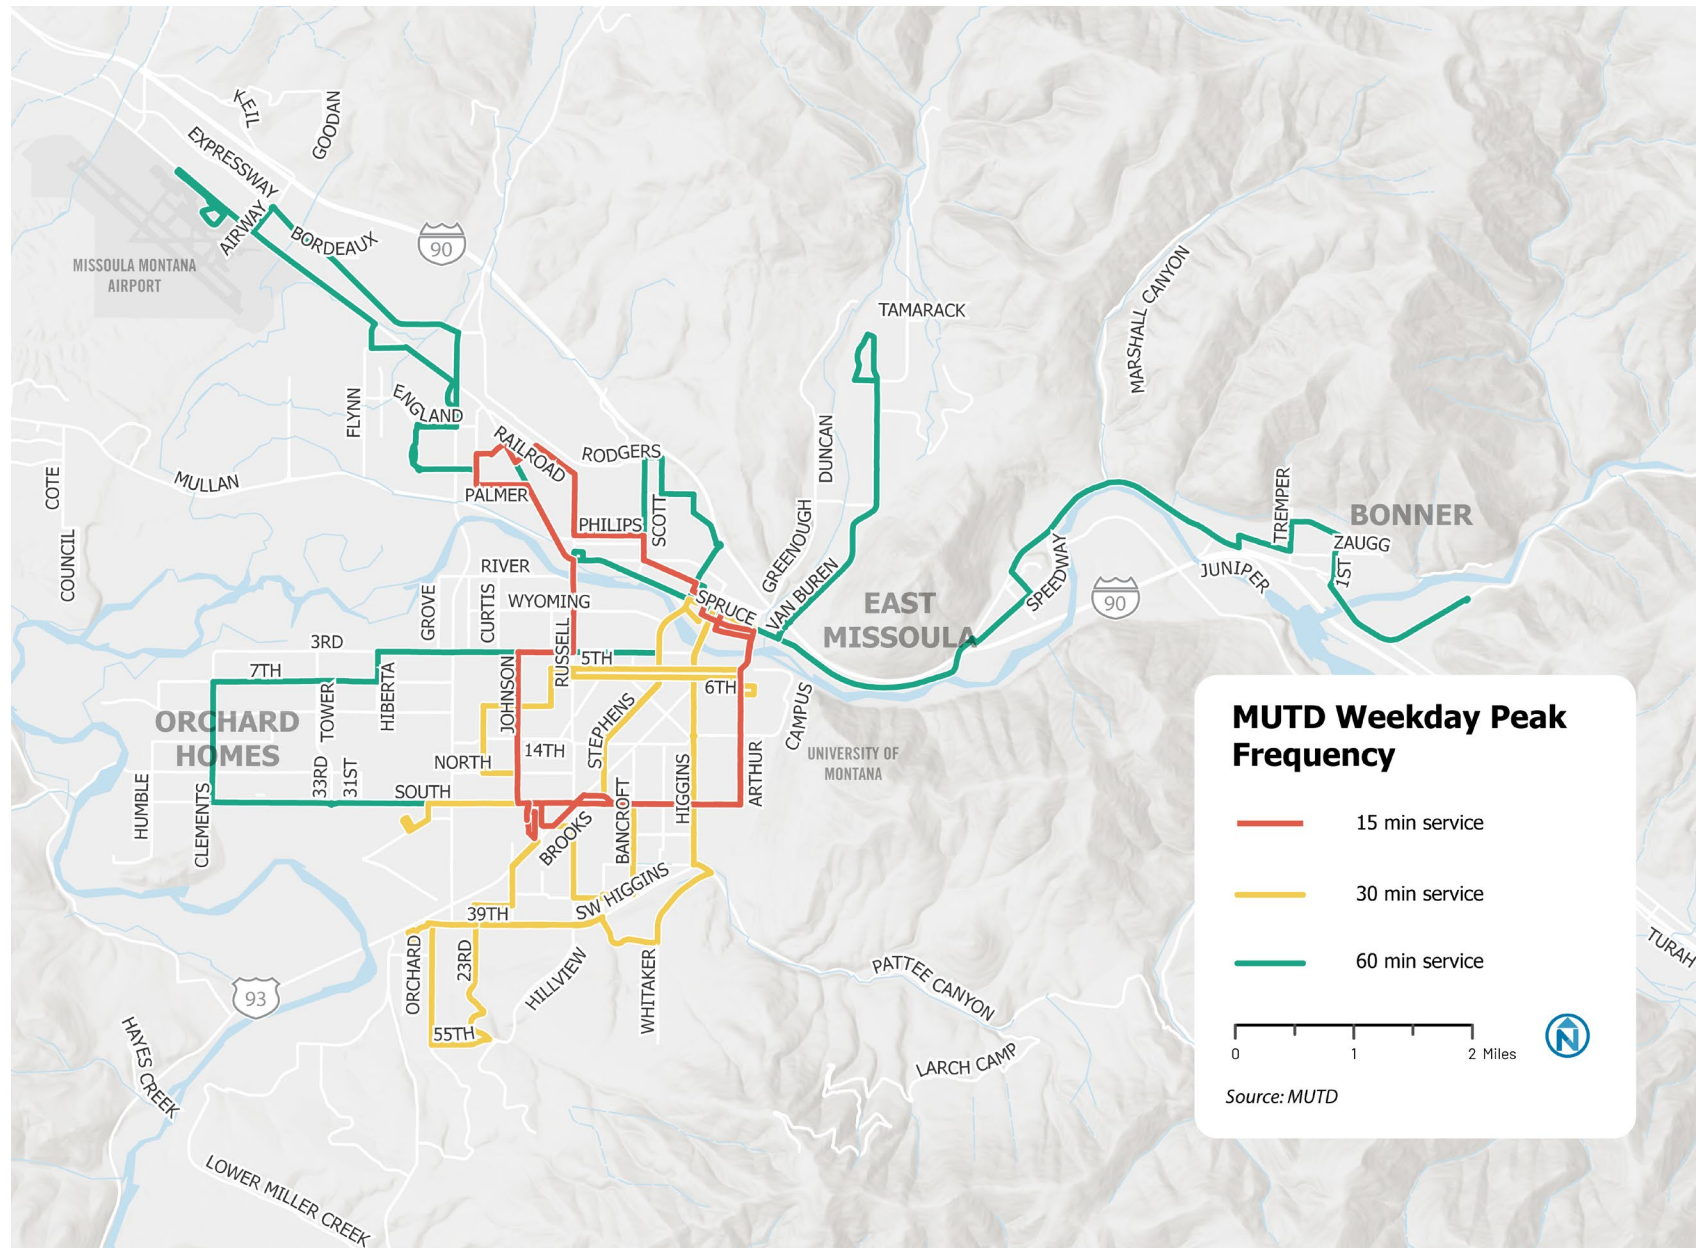 KEIL
GOODAN
EXPRESSWAY
AIRWAY
BORDEAUX
90
MISSOULA MONTANA
AIRPORT
TAMARACK
MARSHALL CANYON
FLYNN
ENGLAND
RAILROAD
RODGERS
DUNCAN
COTE
MULLAN
PALMER
SCOTT
PHILIPS
GREENOUGH
TREMPER
BONNER
ZAUGG
COUNCIL
RIVER
GROVE
CURTIS
WYOMING
SPRUCE
VAN BUREN
EAST
MISSOULA
SPEEDWAY
90
JUNIPER
1ST
3RD
RUSSELL
5TH
7TH
HIBERTA
TOWER
JOHNSON
6TH
CAMPUS
ORCHARD
HOMES
STEPHENS
14TH
NORTH
UNIVERSITY OF
MONTANA
33RD
31ST
SOUTH
HUMBLE
CLEMENTS
HIGGINS
ARTHUR
BROOKS
BANCROFT
SW HIGGINS
39TH
ORCHARD
23RD
HILLVIEW
WHITAKER
55TH
PATTEE CANYON
LARCH CAMP
93
HAYES CREEK
LOWER MILLER CREEK
TURAH
MUTD Weekday Peak
Frequency
15 min service
30 min service
60 min service
0 1 2 Miles
N
Source: MUTD